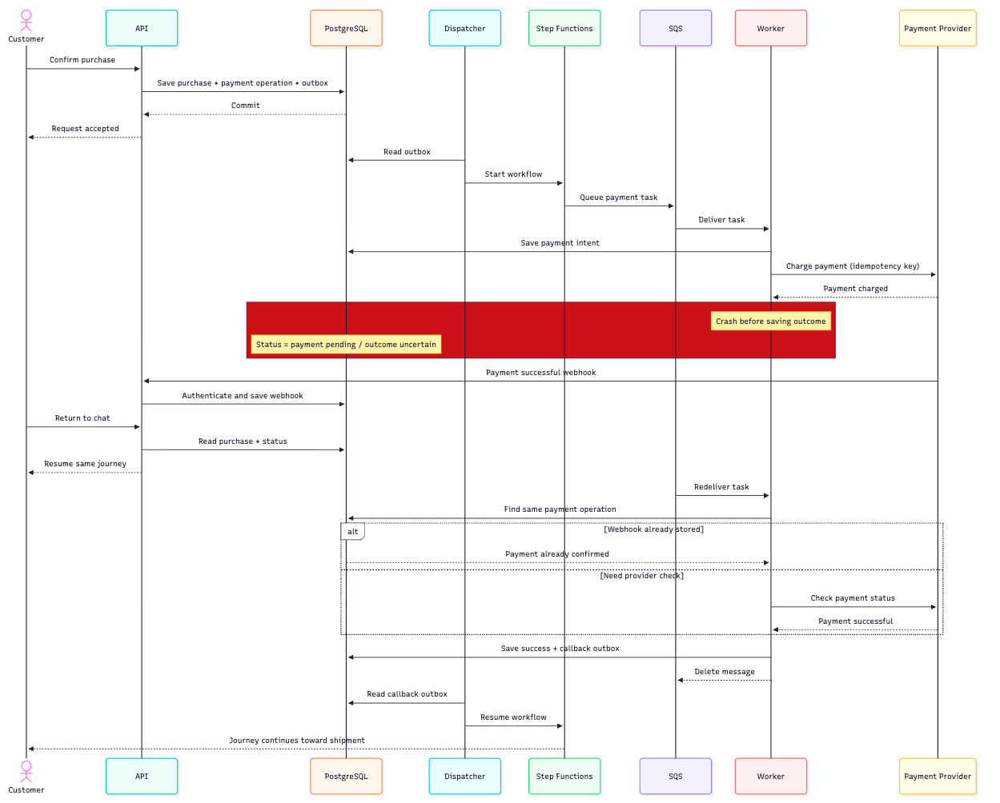 Customer
API
PostgreSQL
Dispatcher
Step Functions
SQS
Worker
Payment Provider
Confirm purchase
Save purchase + payment operation + outbox
Commit
Request accepted
Read outbox
Start workflow
Queue payment task
Deliver task
Save payment intent
Charge payment (idempotency key)
Payment charged
Crash before saving outcome
Status = payment pending / outcome uncertain
Payment successful webhook
Authenticate and save webhook
Return to chat
Read purchase + status
Resume same journey
Redeliver task
Find same payment operation
alt
[Webhook already stored]
Payment already confirmed
[Need provider check]
Check payment status
Payment successful
Save success + callback outbox
Delete message
Read callback outbox
Resume workflow
Journey continues toward shipment
Customer
API
PostgreSQL
Dispatcher
Step Functions
SQS
Worker
Payment Provider